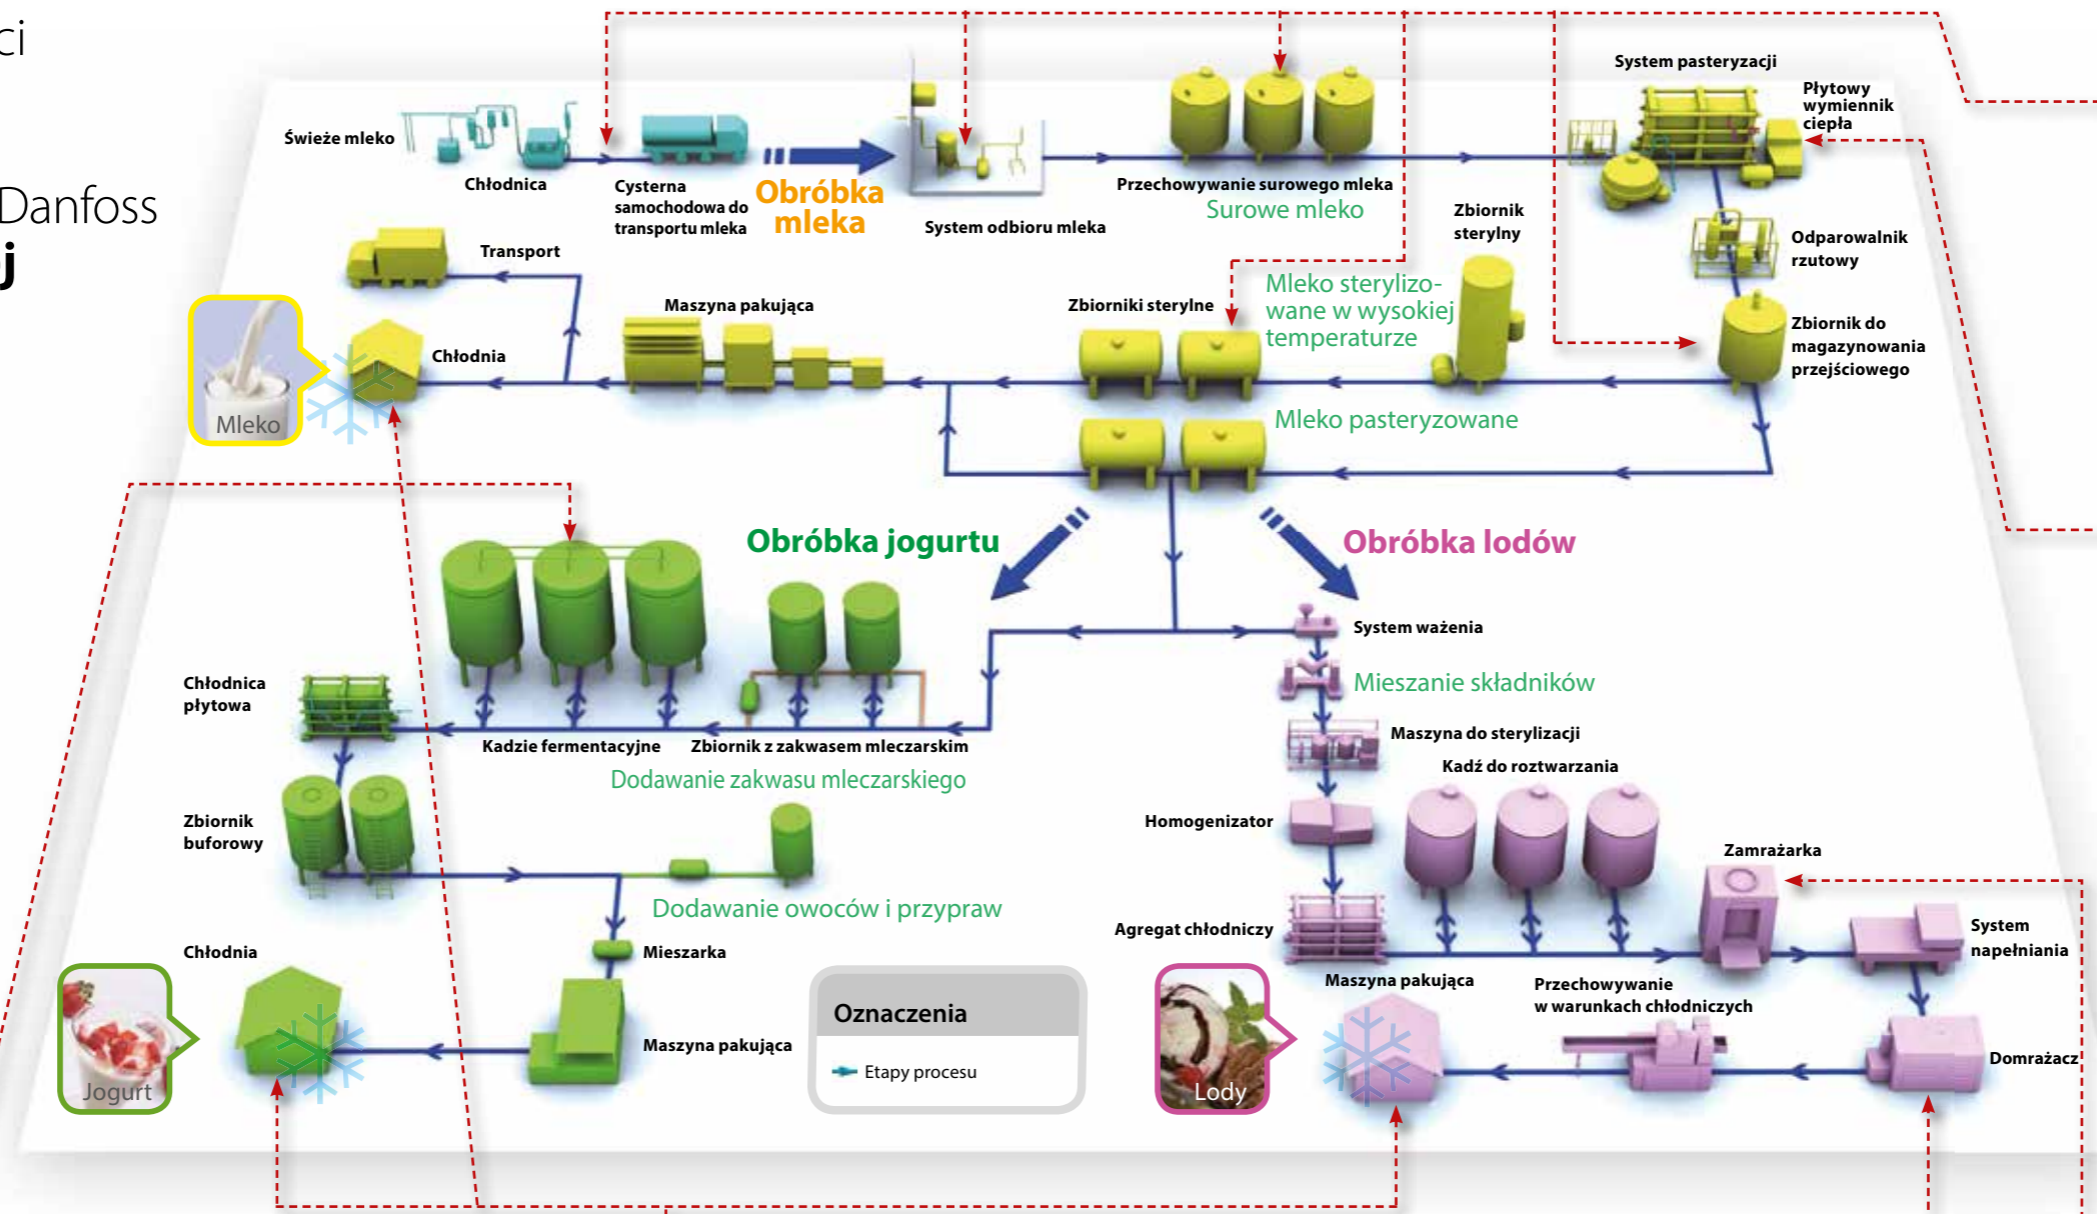 ci
Danfoss
j
System pasteryzacji
Płytowy
wymiennik
ciepła
Świeże mleko
Chłodnica
Cysterna
samochodowa do
transportu mleka
Obróbka
mleka
System odbioru mleka
Przechowywanie surowego mleka
Surowe mleko
Zbiornik
sterylny
Odparowalnik
rzutowy
Transport
Maszyna pakująca
Zbiorniki sterylne
Mleko sterylizo-
wane w wysokiej
temperaturze
Zbiornik do
magazynowania
przejściowego
Chłodnia
Mleko
Mleko pasteryzowane
Obróbka jogurtu
Obróbka lodów
System ważenia
Mieszanie składników
Chłodnica
płytowa
Kadzie fermentacyjne
Zbiornik z zakwasem mleczarskim
Dodawanie zakwasu mleczarskiego
Maszyna do sterylizacji
Kadź do roztwarzania
Zbiornik
buforowy
Homogenizator
Zamrażarka
Dodawanie owoców i przypraw
Agregat chłodniczy
System
napełniania
Chłodnia
Mieszarka
Maszyna pakująca
Przechowywanie
w warunkach chłodniczych
Oznaczenia
Etapy procesu
Maszyna pakująca
Domrażacz
Jogurt
Lody